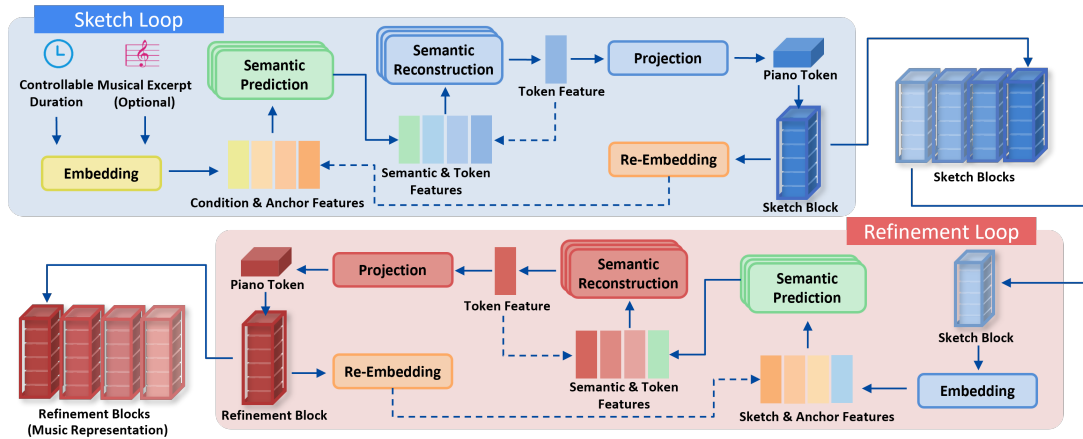 Sketch Loop
Controllable
Duration
Musical Excerpt
(Optional)
Embedding
Semantic
Prediction
Condition & Anchor Features
Semantic
Reconstruction
Semantic & Token
Features
Token Feature
Projection
Piano Token
Re-Embedding
Sketch Block
Sketch Blocks
Refinement Loop
Sketch Block
Embedding
Sketch & Anchor Features
Semantic
Prediction
Semantic
Reconstruction
Semantic & Token
Features
Token Feature
Projection
Piano Token
Re-Embedding
Refinement Block
Refinement Blocks
(Music Representation)